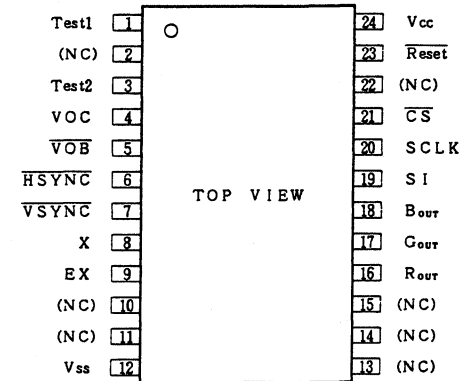 Test1 1 24 Vcc
(NC) 2 23 Reset
Test2 3 22 (NC)
VOC 4 21 CS
VOB 5 20 SCLK
HSYNC 6 19 SI
TOP VIEW
VSYNC 7 18 BOUT
X 8 17 GOUT
EX 9 16 ROUT
(NC) 10 15 (NC)
(NC) 11 14 (NC)
Vss 12 13 (NC)